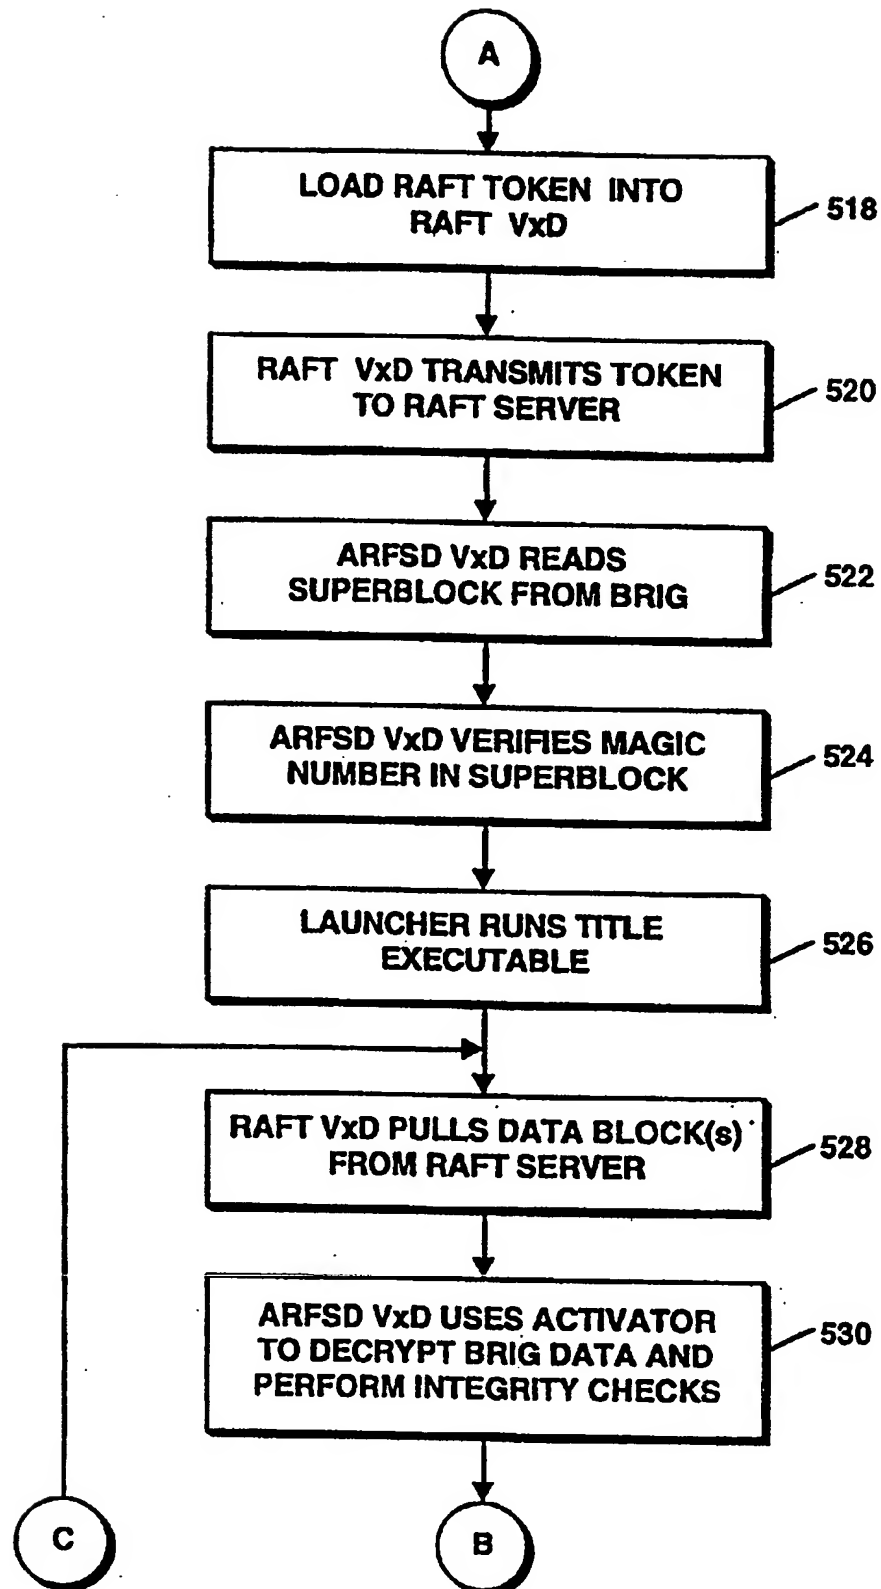 A
LOAD RAFT TOKEN INTO
RAFT VxD
518
RAFT VxD TRANSMITS TOKEN
TO RAFT SERVER
520
ARFSD VxD READS
SUPERBLOCK FROM BRIG
522
ARFSD VxD VERIFIES MAGIC
NUMBER IN SUPERBLOCK
524
LAUNCHER RUNS TITLE
EXECUTABLE
526
RAFT VxD PULLS DATA BLOCK(s)
FROM RAFT SERVER
528
ARFSD VxD USES ACTIVATOR
TO DECRYPT BRIG DATA AND
PERFORM INTEGRITY CHECKS
530
C
B